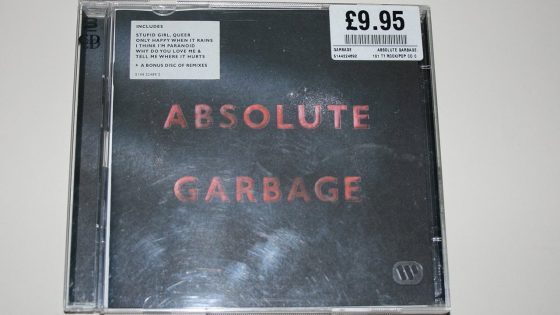 INCLUDES
STUPID GIRL, QUEER
ONLY HAPPY WHEN IT RAINS
I THINK I'M PARANOID
WHY DO YOU LOVE ME &
TELL ME WHERE IT HURTS
+ A BONUS DISC OF REMIXES
£9.95
GARBAGE ABSOLUTE GARBAGE
ABSOLUTE
GARBAGE